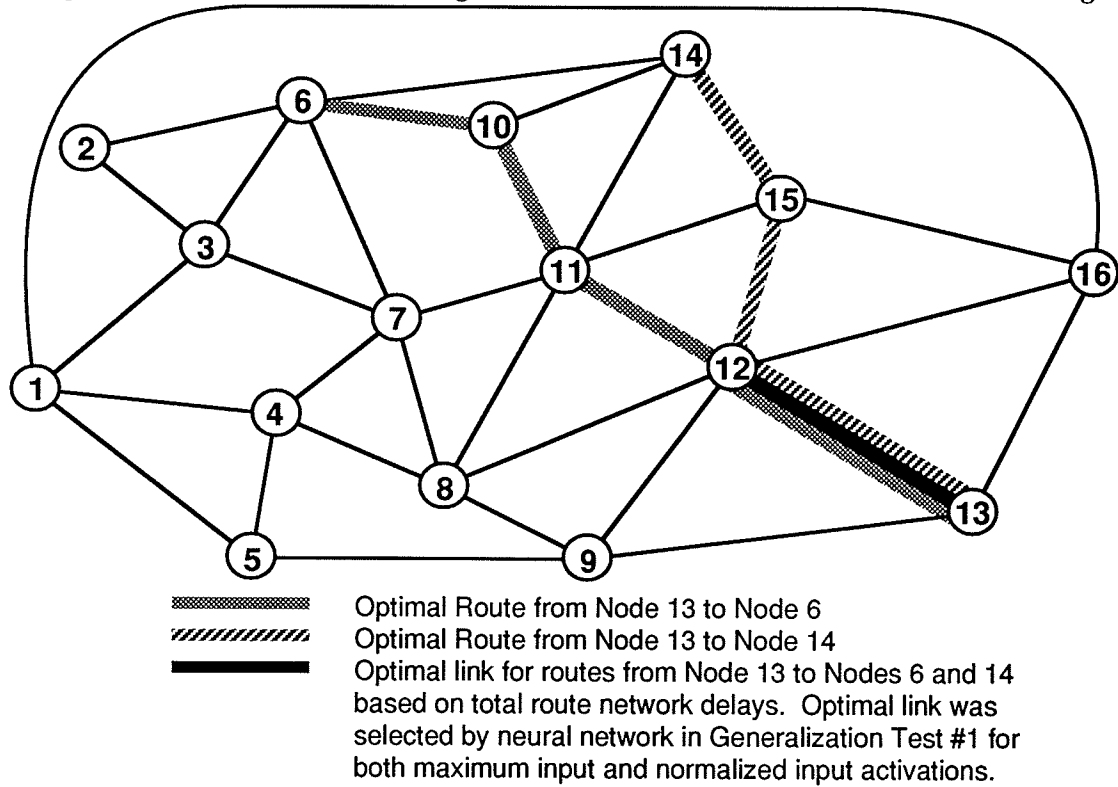 14
6
10
2
15
3
11
16
7
12
1
4
8
13
5
9
Optimal Route from Node 13 to Node 6
Optimal Route from Node 13 to Node 14
Optimal link for routes from Node 13 to Nodes 6 and 14
based on total route network delays. Optimal link was
selected by neural network in Generalization Test #1 for
both maximum input and normalized input activations.